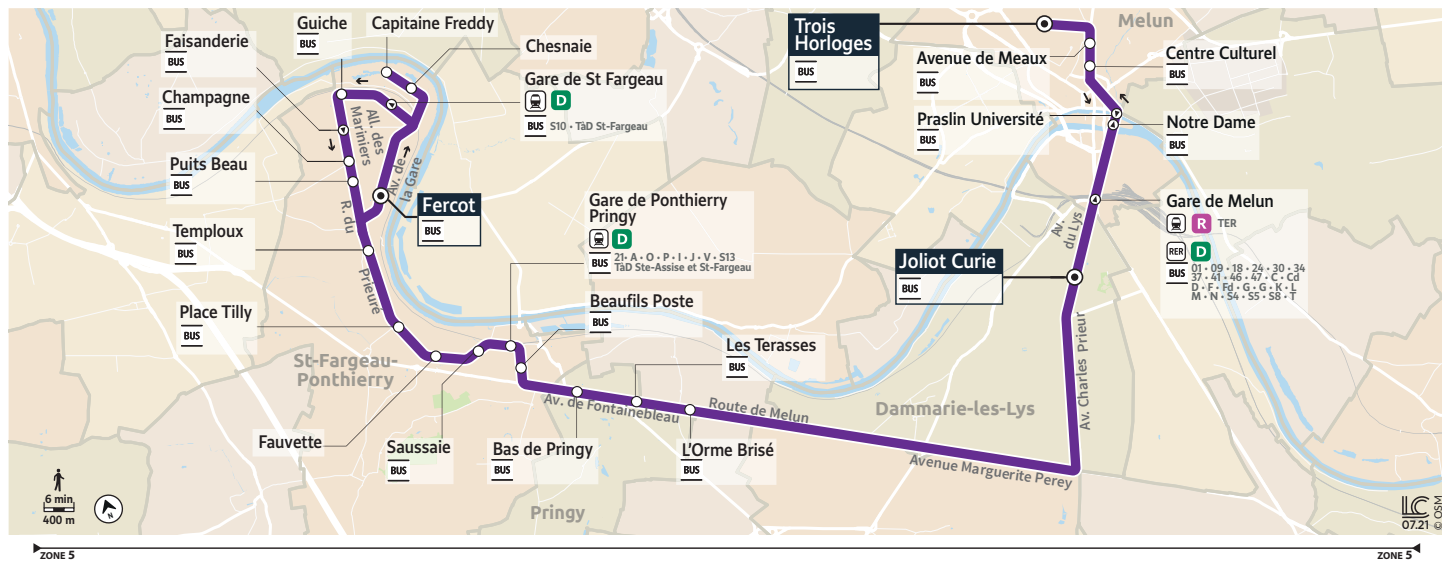 Guiche
BUS
Capitaine Freddy
Faisanderie
BUS
Chesnaie
Champagne
BUS
Gare de St Fargeau
D
BUS S10 • TàD St-Fargeau
Puits Beau
BUS
All. des
Mariniers
Av. de
la Gare
R. du
Prieuré
Fercot
BUS
Temploux
BUS
Place Tilly
BUS
St-Fargeau-
Ponthierry
Gare de Ponthierry
Pringy
D
BUS 21• A • O • P • I • J • V • S13
TàD Ste-Assise et St-Fargeau
Beaufils Poste
BUS
Les Terasses
BUS
Fauvette
Saussaie
BUS
Bas de Pringy
BUS
L'Orme Brisé
BUS
Av. de Fontainebleau
Route de Melun
Avenue Marguerite Perey
Dammarie-les-Lys
Pringy
Trois
Horloges
BUS
Melun
Avenue de Meaux
BUS
Centre Culturel
BUS
Praslin Université
BUS
Notre Dame
BUS
Gare de Melun
R TER
RER D
BUS 01 • 09 • 18 • 24 • 30 • 34
37 • 41 • 46 • 47 • C • Cd
D • F • Fd • G • G • K • L
M • N • S4 • S5 • S8 • T
Av.
du Lys
Joliot Curie
BUS
Av. Charles Prieur
6 min
400 m
N
LC
07.21 © OSM
ZONE 5
ZONE 5